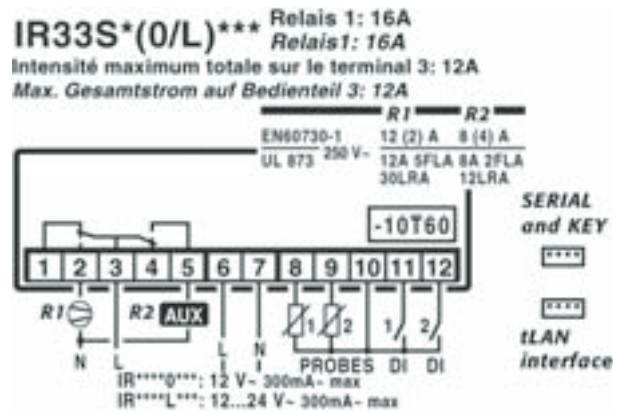 IR33S*(0/L)*** Relais 1: 16A
Relais1: 16A
Intensité maximum totale sur le terminal 3: 12A
Max. Gesamtstrom auf Bedienteil 3: 12A
R1 R2
EN60730-1 12 (2) A 8 (4) A
UL 873 250 V~ 12A 5FLA 8A 2FLA
30LRA 12LRA
-10T60
SERIAL
and KEY
1 2 3 4 5 6 7 8 9 10 11 12
R1 R2 AUX 1 2 1 2
tLAN
interface
N L L N PROBES DI DI
IR****0***: 12 V~ 300mA~ max
IR****L***: 12...24 V~ 300mA~ max